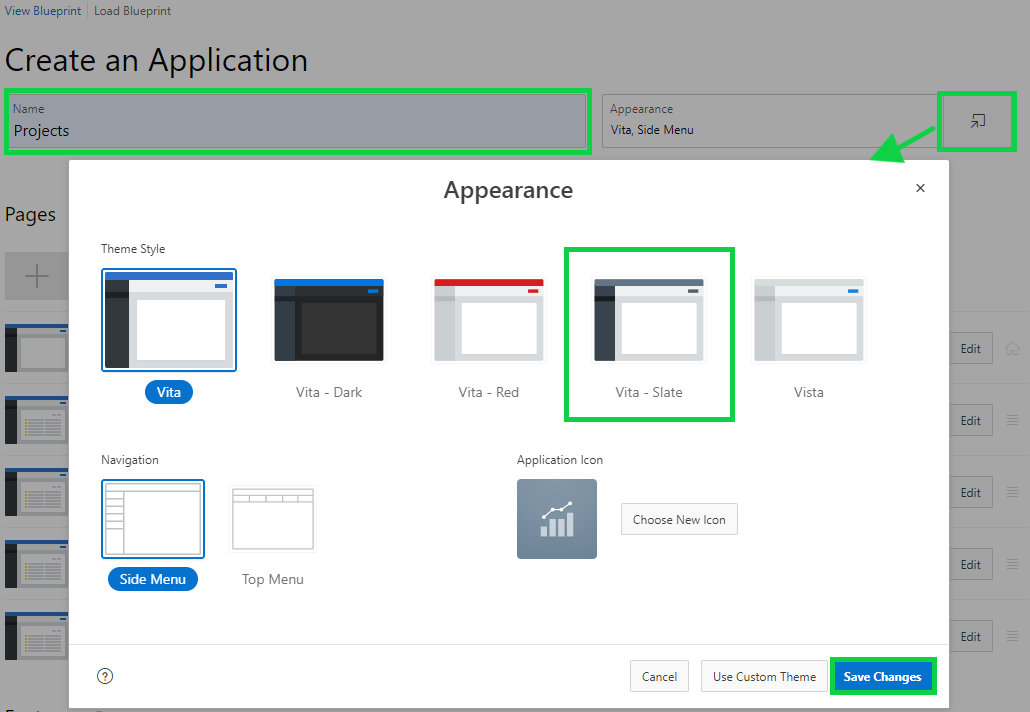 View Blueprint Load Blueprint
Create an Application
Name
Projects
Appearance
Vita, Side Menu
Pages
Appearance
Theme Style
Vita
Vita - Dark
Vita - Red
Vita - Slate
Vista
Navigation
Side Menu
Top Menu
Application Icon
Choose New Icon
Edit
Edit
Edit
Edit
Edit
?
Cancel
Use Custom Theme
Save Changes